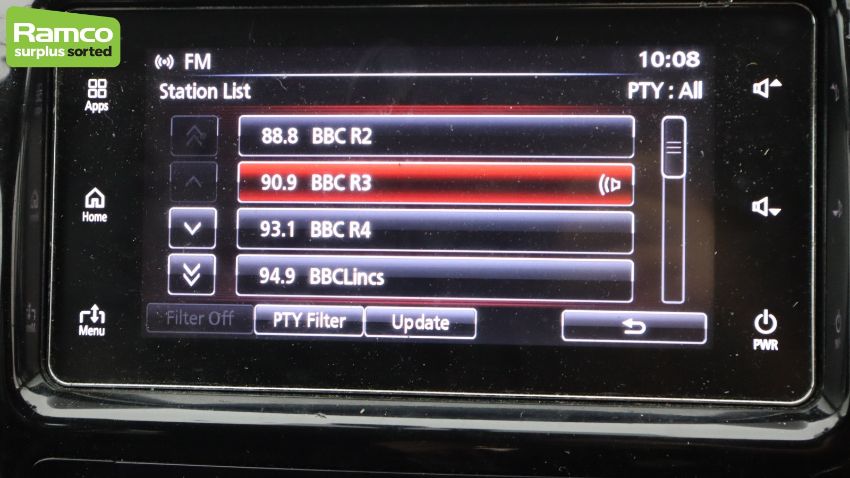 Ramco
surplus sorted
FM
10:08
Station List
PTY : All
Apps
88.8 BBC R2
90.9 BBC R3
Home
93.1 BBC R4
94.9 BBCLincs
Menu
Filter Off
PTY Filter
Update
PWR